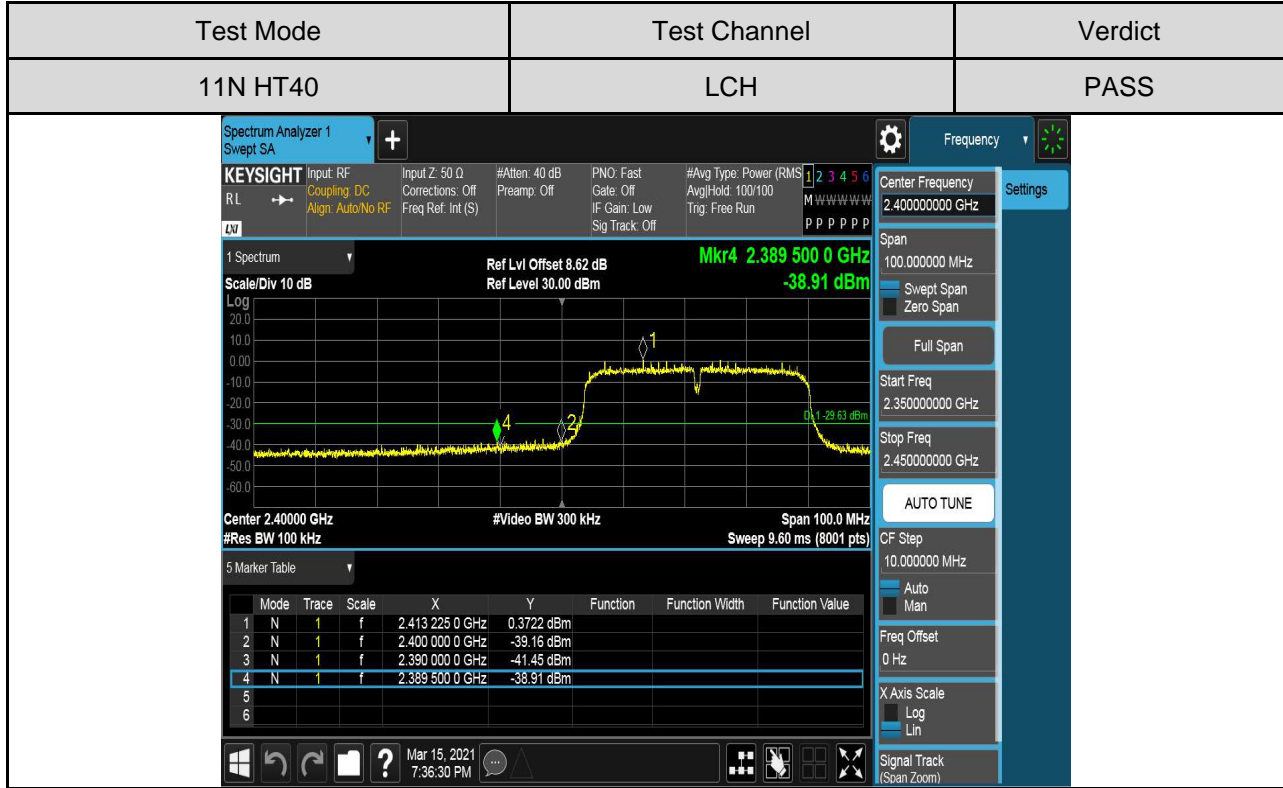 Test Mode Test Channel Verdict
11N HT40 LCH PASS
Spectrum Analyzer 1
Swept SA
+
Frequency
KEYSIGHT
RL
LXI
Input: RF
Coupling: DC
Align: Auto/No RF
Input Z: 50 Ω
Corrections: Off
Freq Ref: Int (S)
#Atten: 40 dB
Preamp: Off
PNO: Fast
Gate: Off
IF Gain: Low
Sig Track: Off
#Avg Type: Power (RMS
Avg|Hold: 100/100
Trig: Free Run
1 2 3 4 5 6
M W W W W W
P P P P P P
1 Spectrum
Scale/Div 10 dB
Ref Lvl Offset 8.62 dB
Ref Level 30.00 dBm
Mkr4 2.389 500 0 GHz
-38.91 dBm
Log
20.0
10.0
0.00
-10.0
-20.0
-30.0
-40.0
-50.0
-60.0
1
4
2
-29.63 dBm
Center 2.40000 GHz #Video BW 300 kHz Span 100.0 MHz
#Res BW 100 kHz Sweep 9.60 ms (8001 pts)
5 Marker Table
Mode Trace Scale X Y Function Function Width Function Value
1 N 1 f 2.413 225 0 GHz 0.3722 dBm
2 N 1 f 2.400 000 0 GHz -39.16 dBm
3 N 1 f 2.390 000 0 GHz -41.45 dBm
4 N 1 f 2.389 500 0 GHz -38.91 dBm
5
6
?
Mar 15, 2021
7:36:30 PM
Center Frequency
2.400000000 GHz
Settings
Span
100.000000 MHz
Swept Span
Zero Span
Full Span
Start Freq
2.350000000 GHz
Stop Freq
2.450000000 GHz
AUTO TUNE
CF Step
10.000000 MHz
Auto
Man
Freq Offset
0 Hz
X Axis Scale
Log
Lin
Signal Track
(Span Zoom)